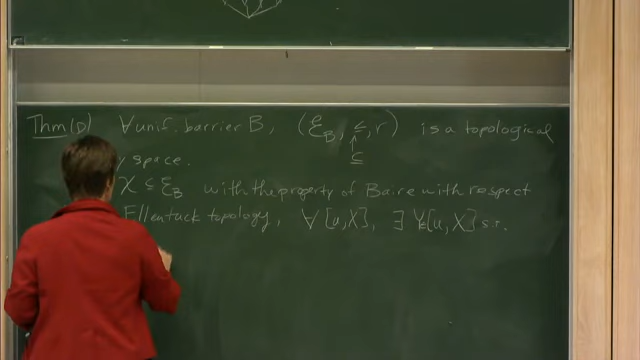 Thm(D) ∀ unif. barrier B, (ℰ_B, ≤, r) is a topological
⊆
space.
𝒳 ⊆ ℰ_B with the property of Baire with respect
Ellentuck topology, ∀ [u,X], ∃ Y∈[u,X] s.t.